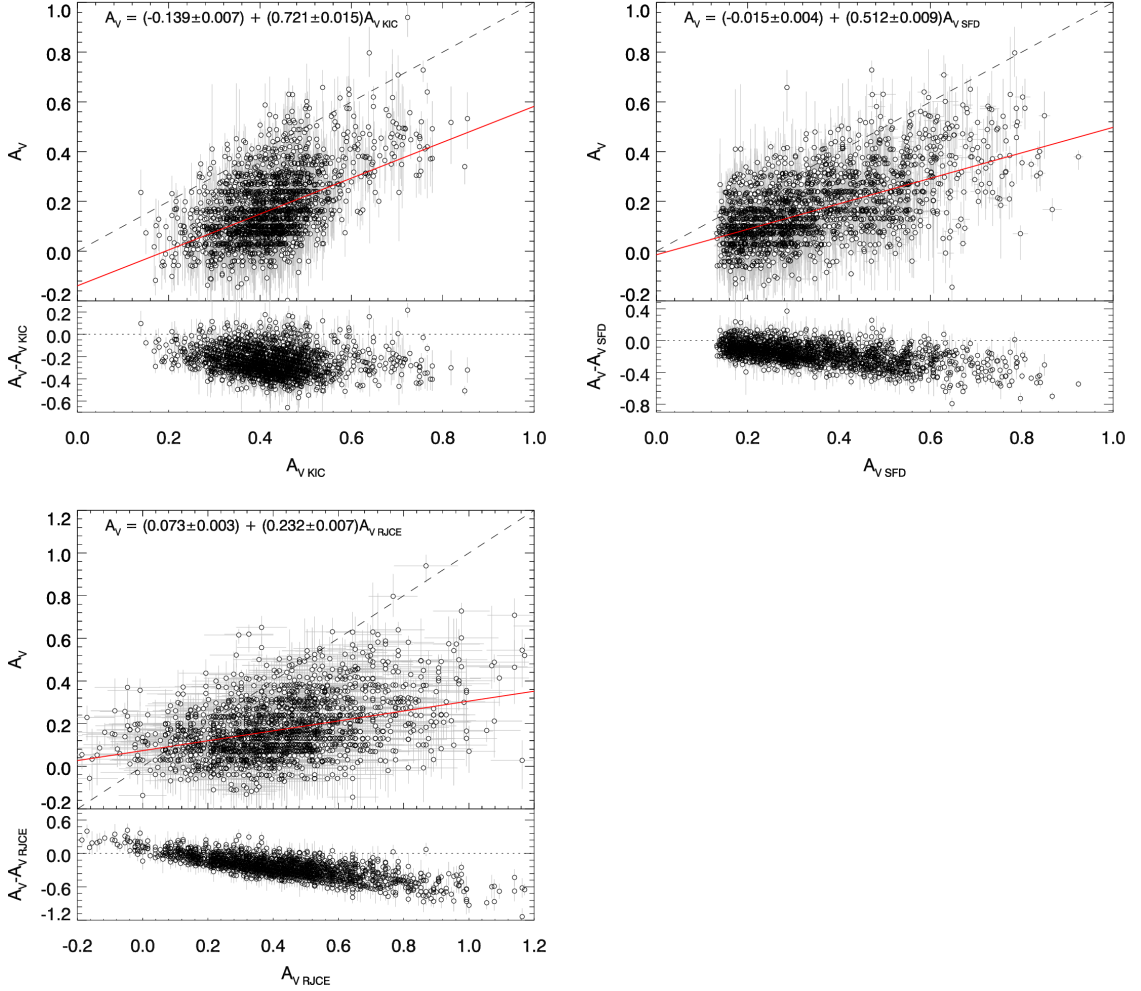 A_V = (-0.139±0.007) + (0.721±0.015)A_V KIC
1.0
0.8
0.6
0.4
0.2
0.0
-0.2
A_V
0.2
0.0
-0.2
-0.4
-0.6
A_V-A_V KIC
0.0 0.2 0.4 0.6 0.8 1.0
A_V KIC
A_V = (-0.015±0.004) + (0.512±0.009)A_V SFD
1.0
0.8
0.6
0.4
0.2
0.0
-0.2
A_V
0.4
0.0
-0.4
-0.8
A_V-A_V SFD
0.0 0.2 0.4 0.6 0.8 1.0
A_V SFD
A_V = (0.073±0.003) + (0.232±0.007)A_V RJCE
1.2
1.0
0.8
0.6
0.4
0.2
0.0
-0.2
A_V
0.6
0.0
-0.6
-1.2
A_V-A_V RJCE
-0.2 0.0 0.2 0.4 0.6 0.8 1.0 1.2
A_V RJCE